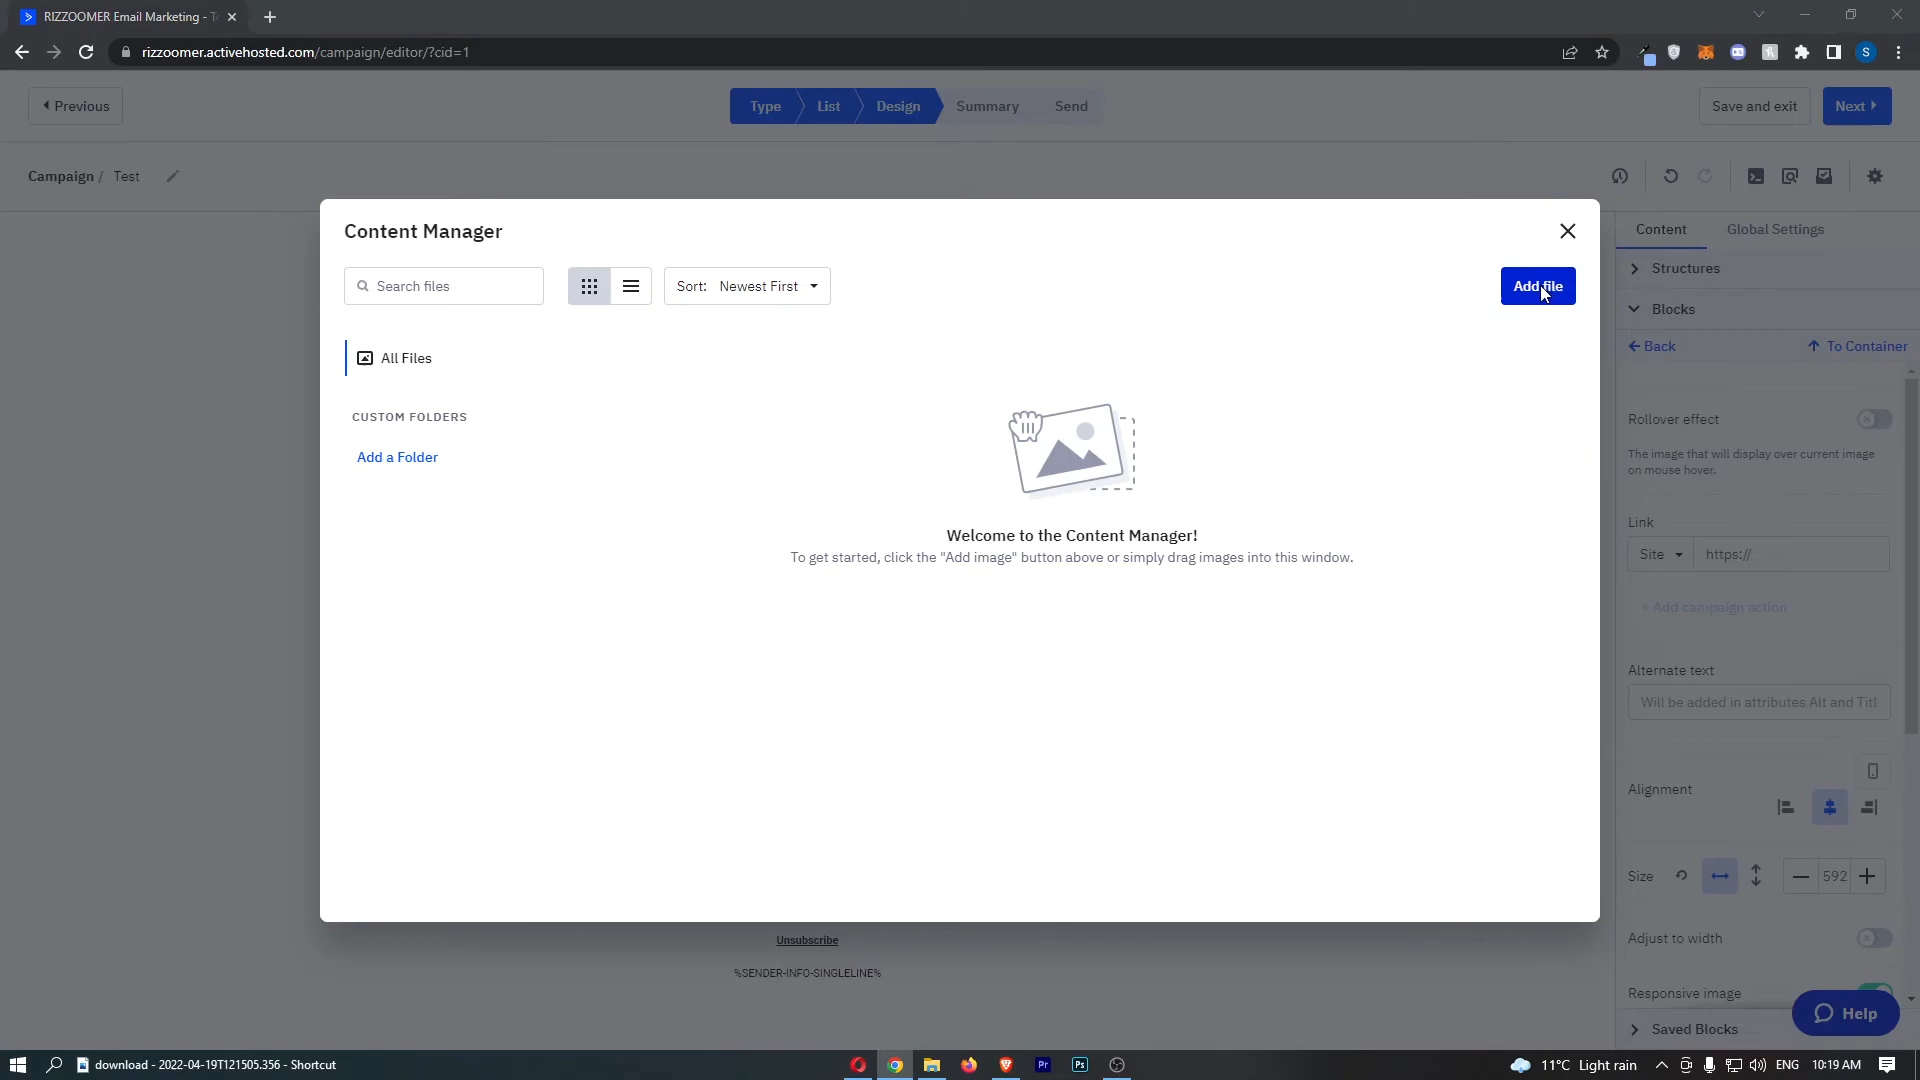 RIZZOOMER Email Marketing - T
rizzoomer.activehosted.com/campaign/editor/?cid=1
S
Previous
Type
List
Design
Summary
Send
Save and exit
Next
Campaign / Test
Content Manager
Search files
Sort: Newest First
Add file
All Files
CUSTOM FOLDERS
Add a Folder
Welcome to the Content Manager!
To get started, click the "Add image" button above or simply drag images into this window.
Content
Global Settings
Structures
Blocks
Back
To Container
Rollover effect
The image that will display over current image
on mouse hover.
Link
Site
https://
+ Add campaign action
Alternate text
Will be added in attributes Alt and Titl
Alignment
Size
592
Adjust to width
Responsive image
Saved Blocks
Help
Unsubscribe
%SENDER-INFO-SINGLELINE%
download - 2022-04-19T121505.356 - Shortcut
Pr
Ps
11°C Light rain
ENG
10:19 AM